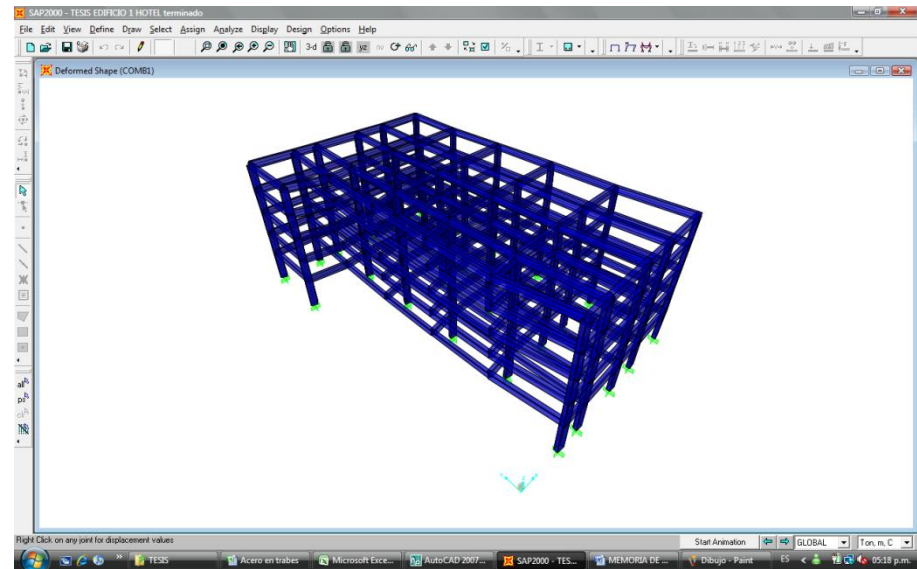 SAP2000 - TESIS EDIFICIO 1 HOTEL terminado
File Edit View Define Draw Select Assign Analyze Display Design Options Help
3-d yz
Deformed Shape (COMB1)
Right Click on any joint for displacement values
Start Animation GLOBAL Ton, m, C
TESIS Acero en trabes Microsoft Exce... AutoCAD 2007... SAP2000 - TES... MEMORIA DE ... Dibujo - Paint ES 05:18 p.m.